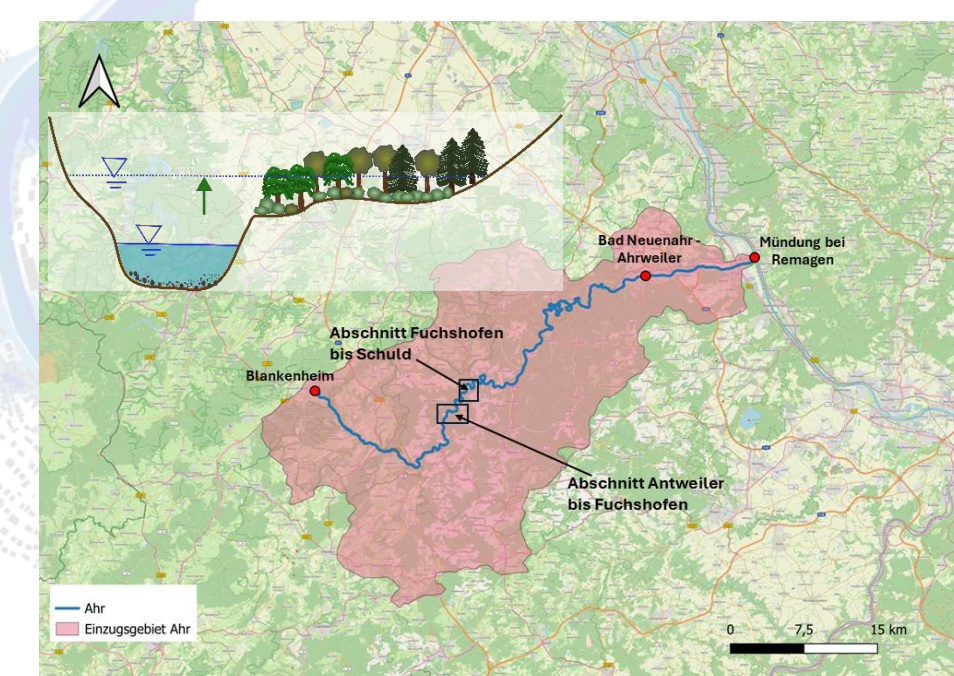 Bad Neuenahr -
Ahrweiler
Mündung bei
Remagen
Abschnitt Fuchshofen
bis Schuld
Blankenheim
Abschnitt Antweiler
bis Fuchshofen
Ahr
Einzugsgebiet Ahr
0 7,5 15 km